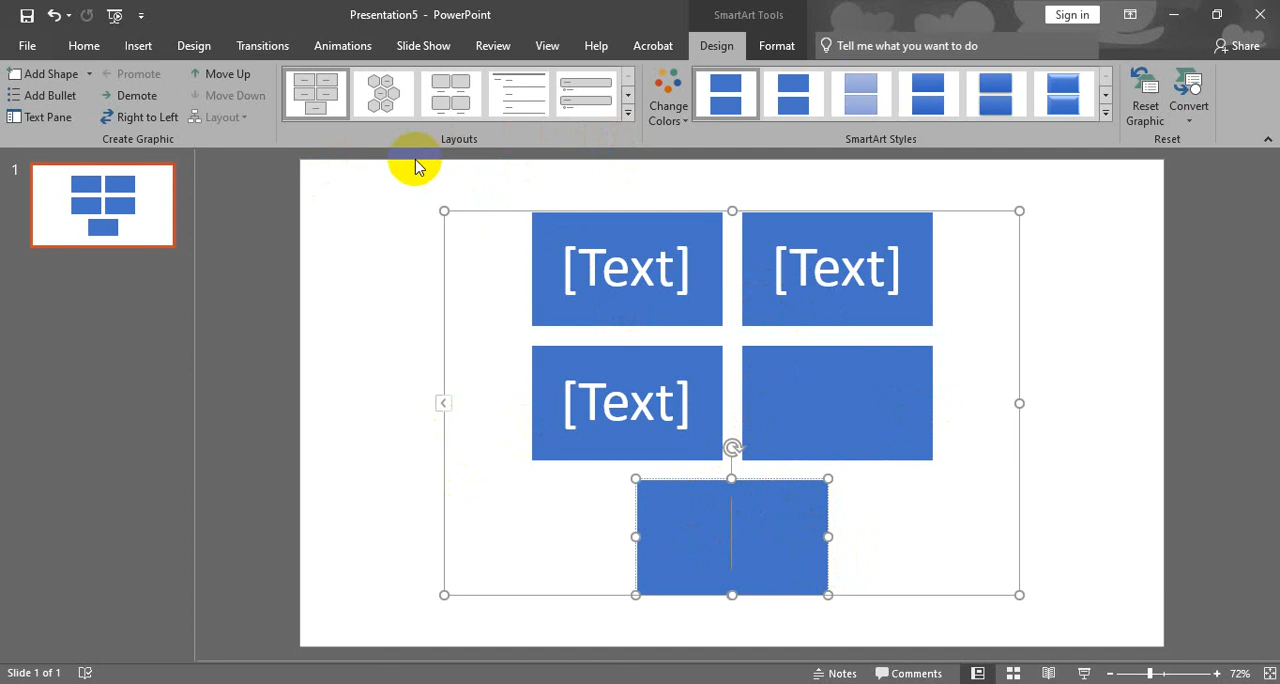 Presentation5 - PowerPoint
SmartArt Tools
Sign in
File Home Insert Design Transitions Animations Slide Show Review View Help Acrobat Design Format Tell me what you want to do Share
Add Shape Promote Move Up
Add Bullet Demote Move Down
Text Pane Right to Left Layout
Change Colors
Reset Graphic
Convert
Create Graphic Layouts SmartArt Styles Reset
1
[Text] [Text]
[Text]
Slide 1 of 1 Notes Comments 72%